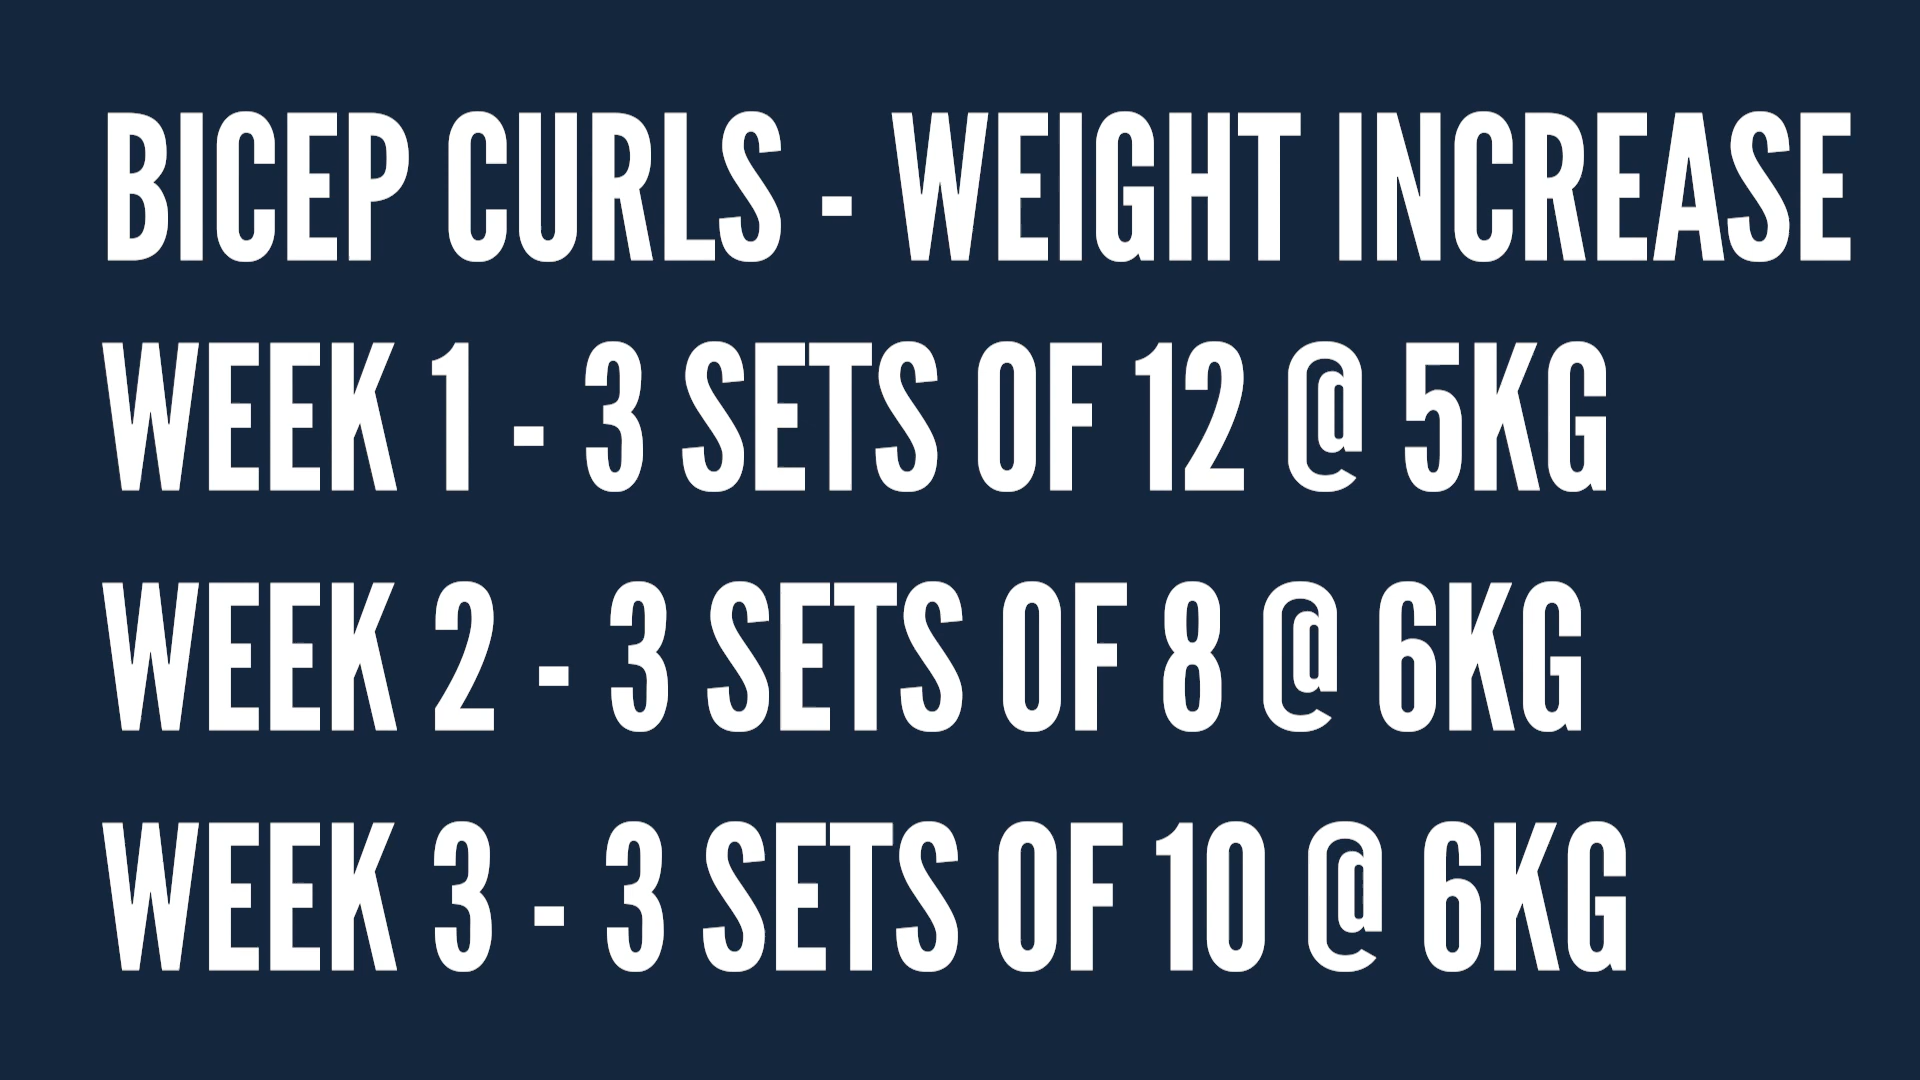 BICEP CURLS - WEIGHT INCREASE
WEEK 1 - 3 SETS OF 12 @ 5KG
WEEK 2 - 3 SETS OF 8 @ 6KG
WEEK 3 - 3 SETS OF 10 @ 6KG